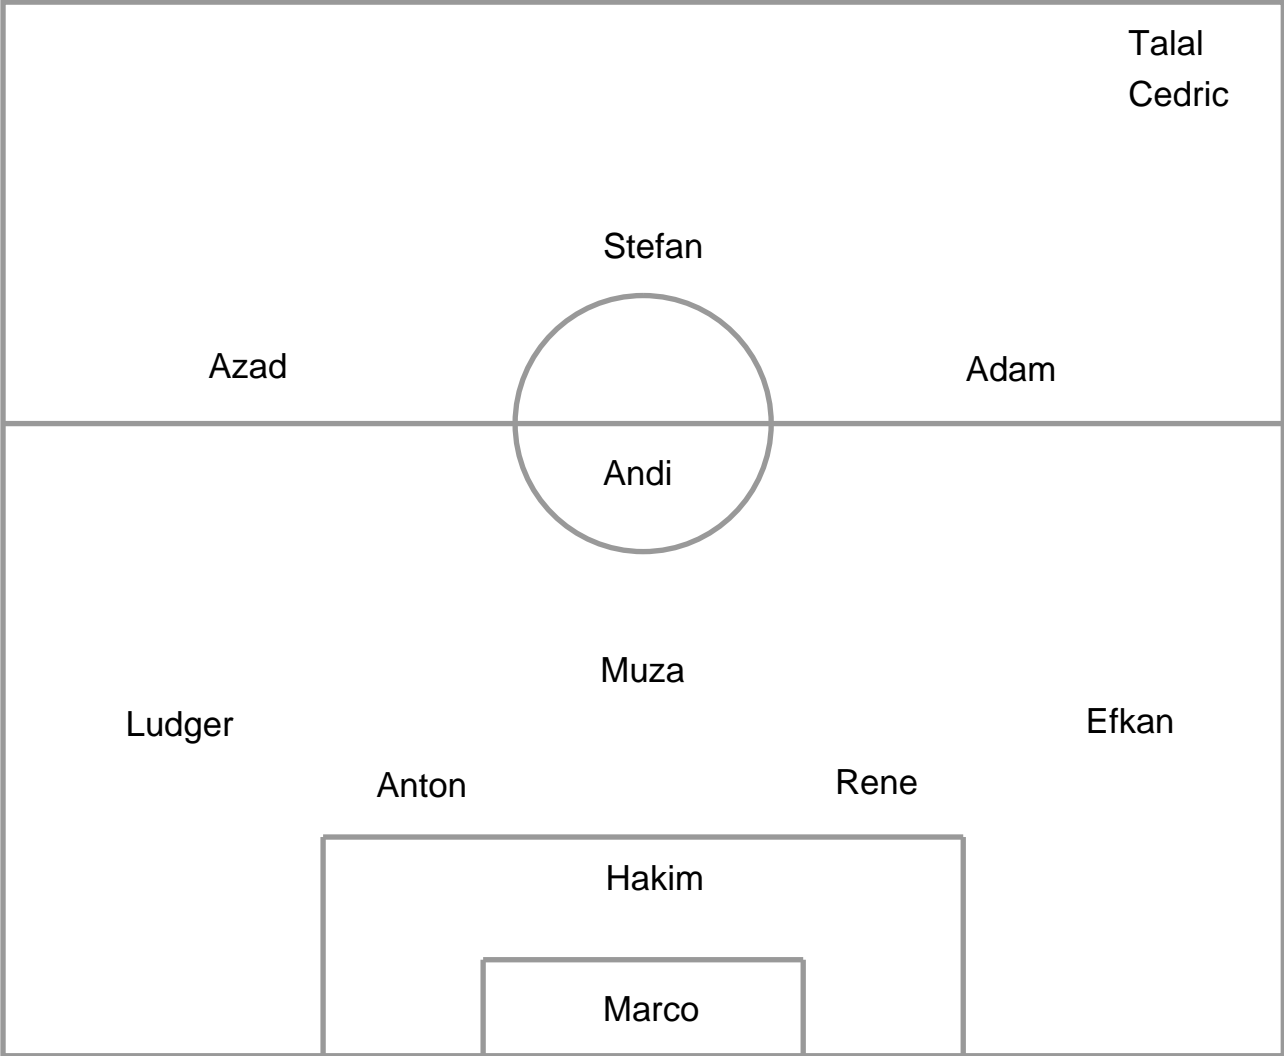 Talal
Cedric
Stefan
Azad
Adam
Andi
Muza
Ludger
Efkan
Anton
Rene
Hakim
Marco